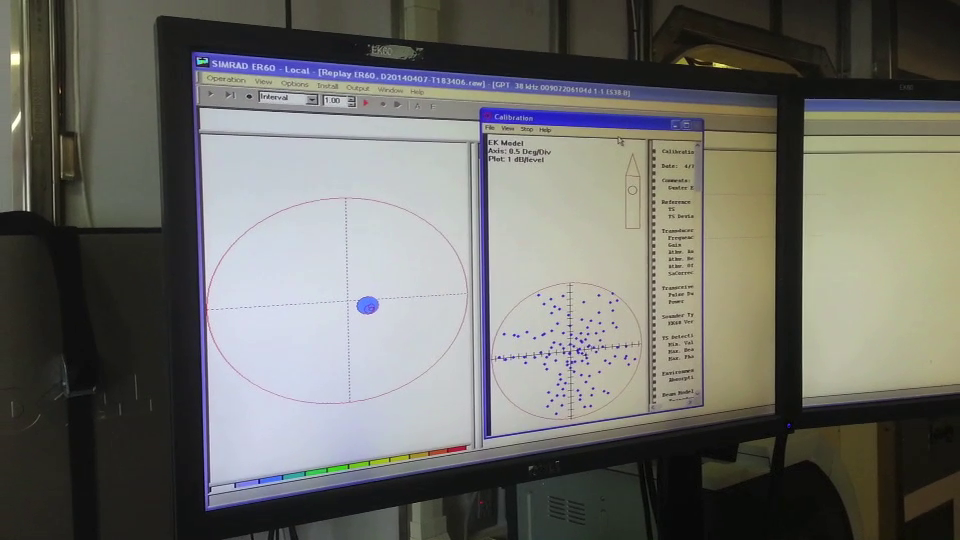 EK60
SIMRAD ER60 - Local - [Replay ER60, D20140407-T183406.raw] - [GPT 38 kHz 00907206104d 1-1 ES38-B]
Operation View Options Install Output Window Help
Interval 1.00
Calibration
File View Stop Help
EK Model
Axis: 0.5 Deg/Div
Plot: 1 dB/level
Calibratio
Date: 4/
Comments:
Reference
TS
TS Devia
Transducer
Frequenc
Gain
Athw. An
Athw. Be
Athw. Of
SaCorrec
Transceive
Pulse Du
Power
Sounder Ty
EK60 Ver
TS Detecti
Min. Val
Max. Bea
Max. Pha
Environmen
Absorpti
Beam Model